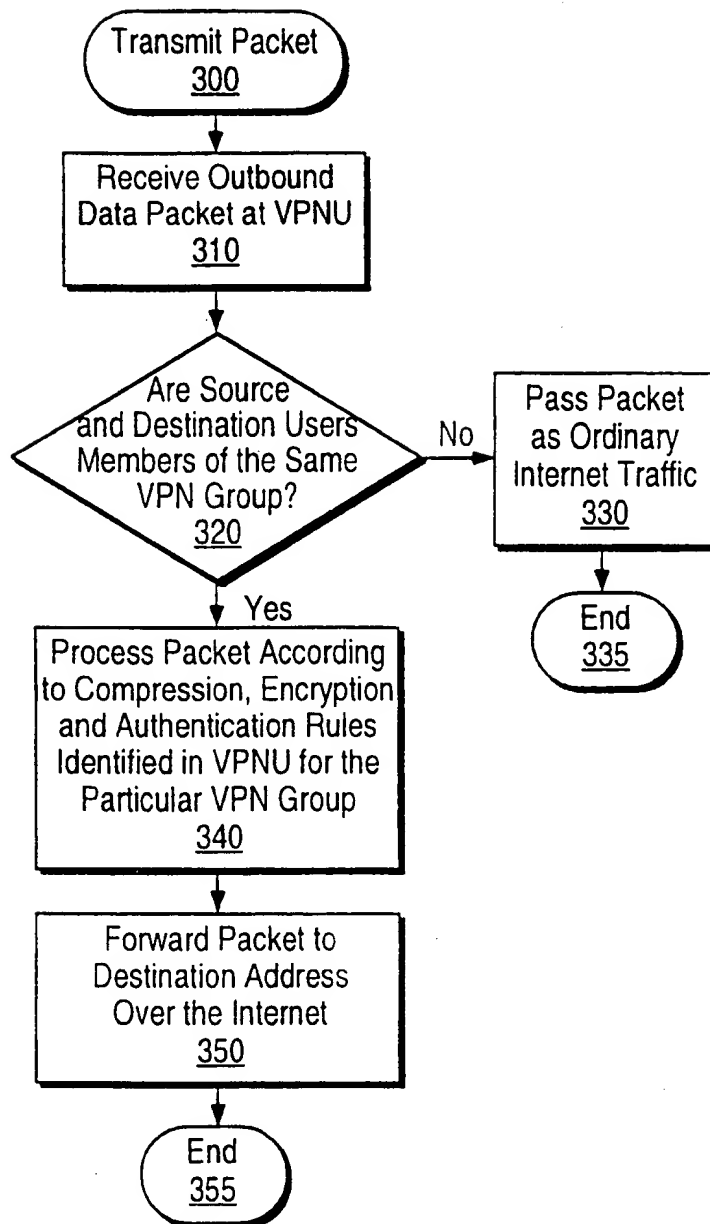 Transmit Packet
300
Receive Outbound
Data Packet at VPNU
310
Are Source
and Destination Users
Members of the Same
VPN Group?
320
No
Pass Packet
as Ordinary
Internet Traffic
330
End
335
Yes
Process Packet According
to Compression, Encryption
and Authentication Rules
Identified in VPNU for the
Particular VPN Group
340
Forward Packet to
Destination Address
Over the Internet
350
End
355